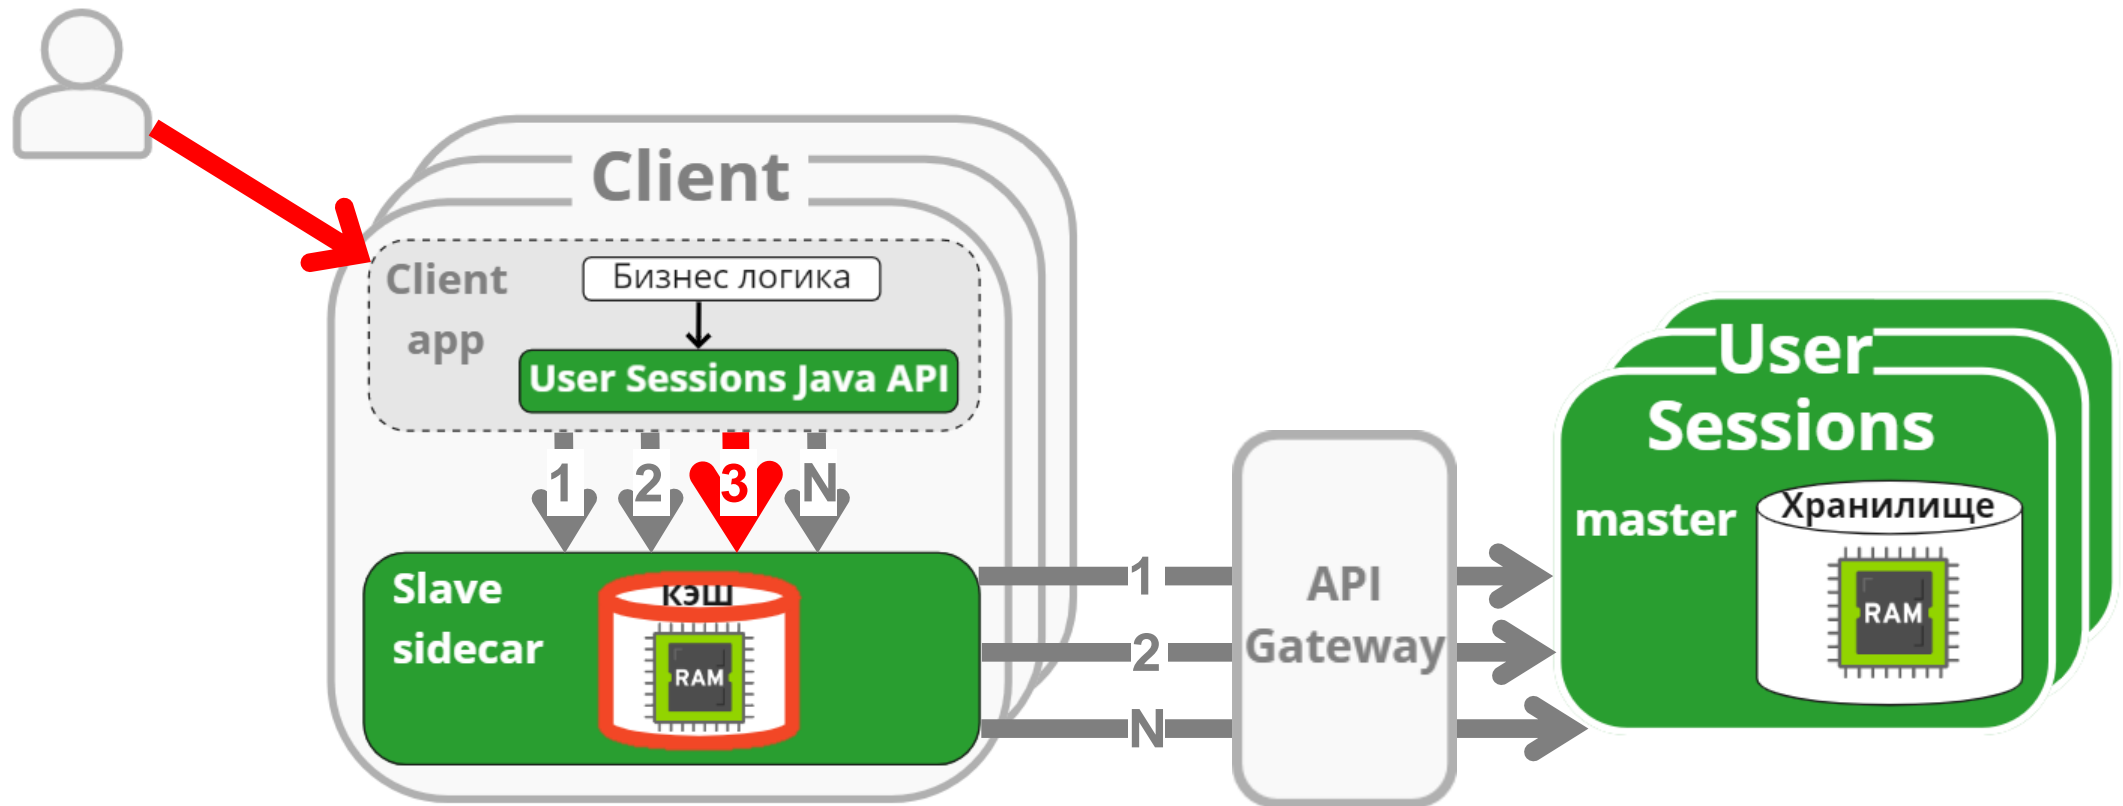 Client
Client
app
Бизнес логика
User Sessions Java API
1 2 3 N
Slave
sidecar
кэш
RAM
1
2
N
API
Gateway
User
Sessions
master
Хранилище
RAM